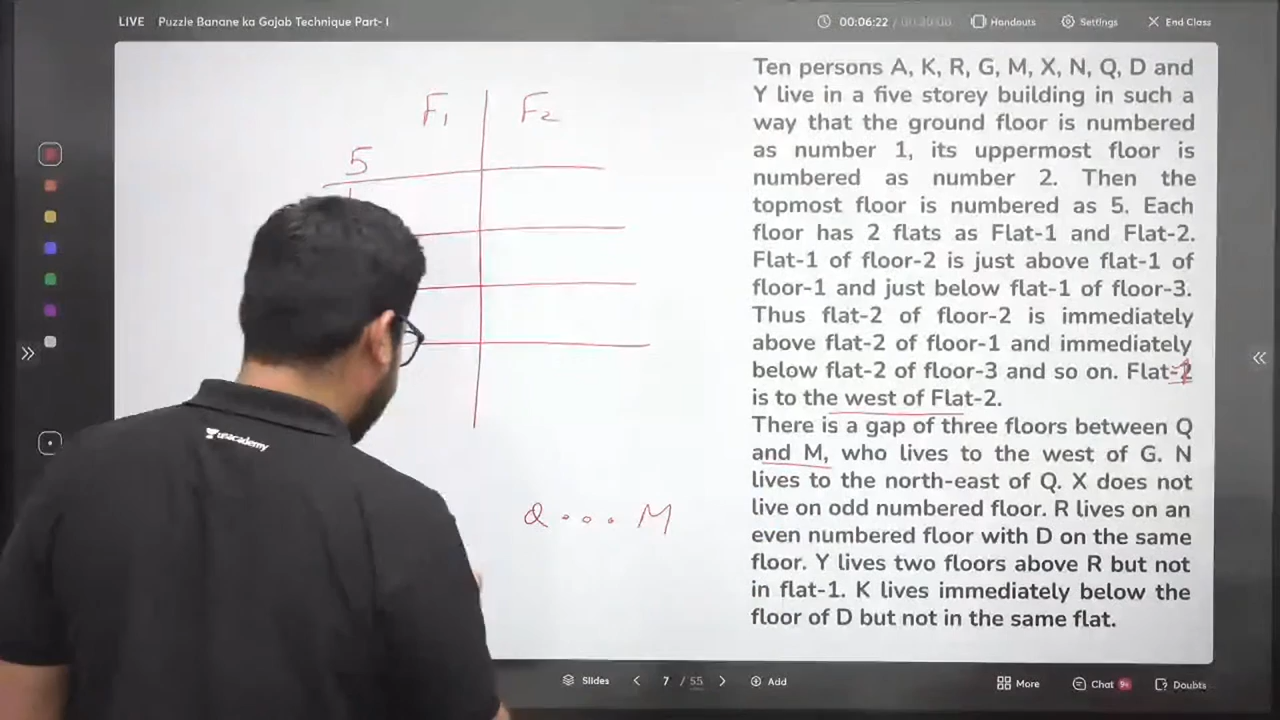 LIVE Puzzle Banane ka Gajab Technique Part- I
00:06:22 / 00:30:00 Handouts Settings End Class
F1 F2
5
Ten persons A, K, R, G, M, X, N, Q, D and
Y live in a five storey building in such a
way that the ground floor is numbered
as number 1, its uppermost floor is
numbered as number 2. Then the
topmost floor is numbered as 5. Each
floor has 2 flats as Flat-1 and Flat-2.
Flat-1 of floor-2 is just above flat-1 of
floor-1 and just below flat-1 of floor-3.
Thus flat-2 of floor-2 is immediately
above flat-2 of floor-1 and immediately
below flat-2 of floor-3 and so on. Flat-1
is to the west of Flat-2.
There is a gap of three floors between Q
and M, who lives to the west of G. N
lives to the north-east of Q. X does not
live on odd numbered floor. R lives on an
even numbered floor with D on the same
floor. Y lives two floors above R but not
in flat-1. K lives immediately below the
floor of D but not in the same flat.
Q . . . M
unacademy
Slides < 7 / 55 > Add
More Chat 9+ Doubts